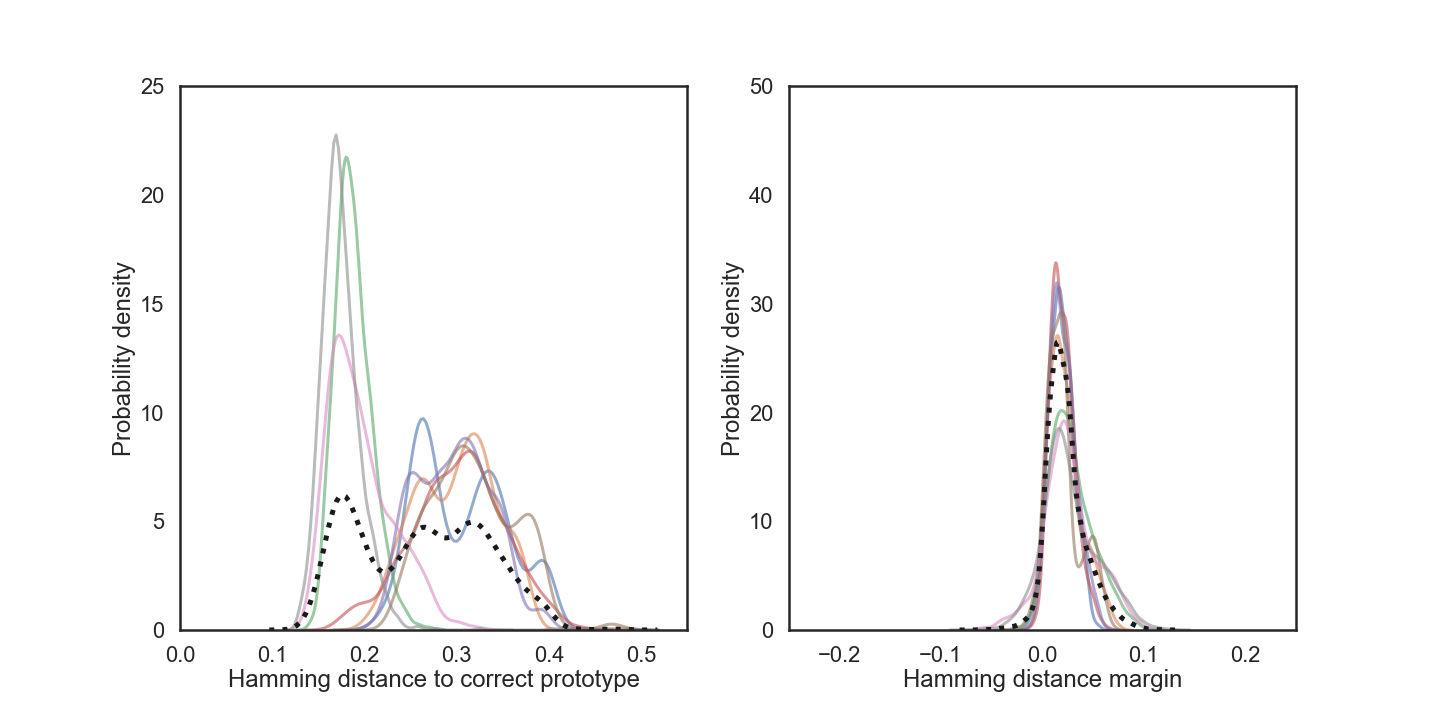 25
20
15
10
5
0
0.0 0.1 0.2 0.3 0.4 0.5
Probability density
Hamming distance to correct prototype
50
40
30
20
10
0
−0.2 −0.1 0.0 0.1 0.2
Probability density
Hamming distance margin